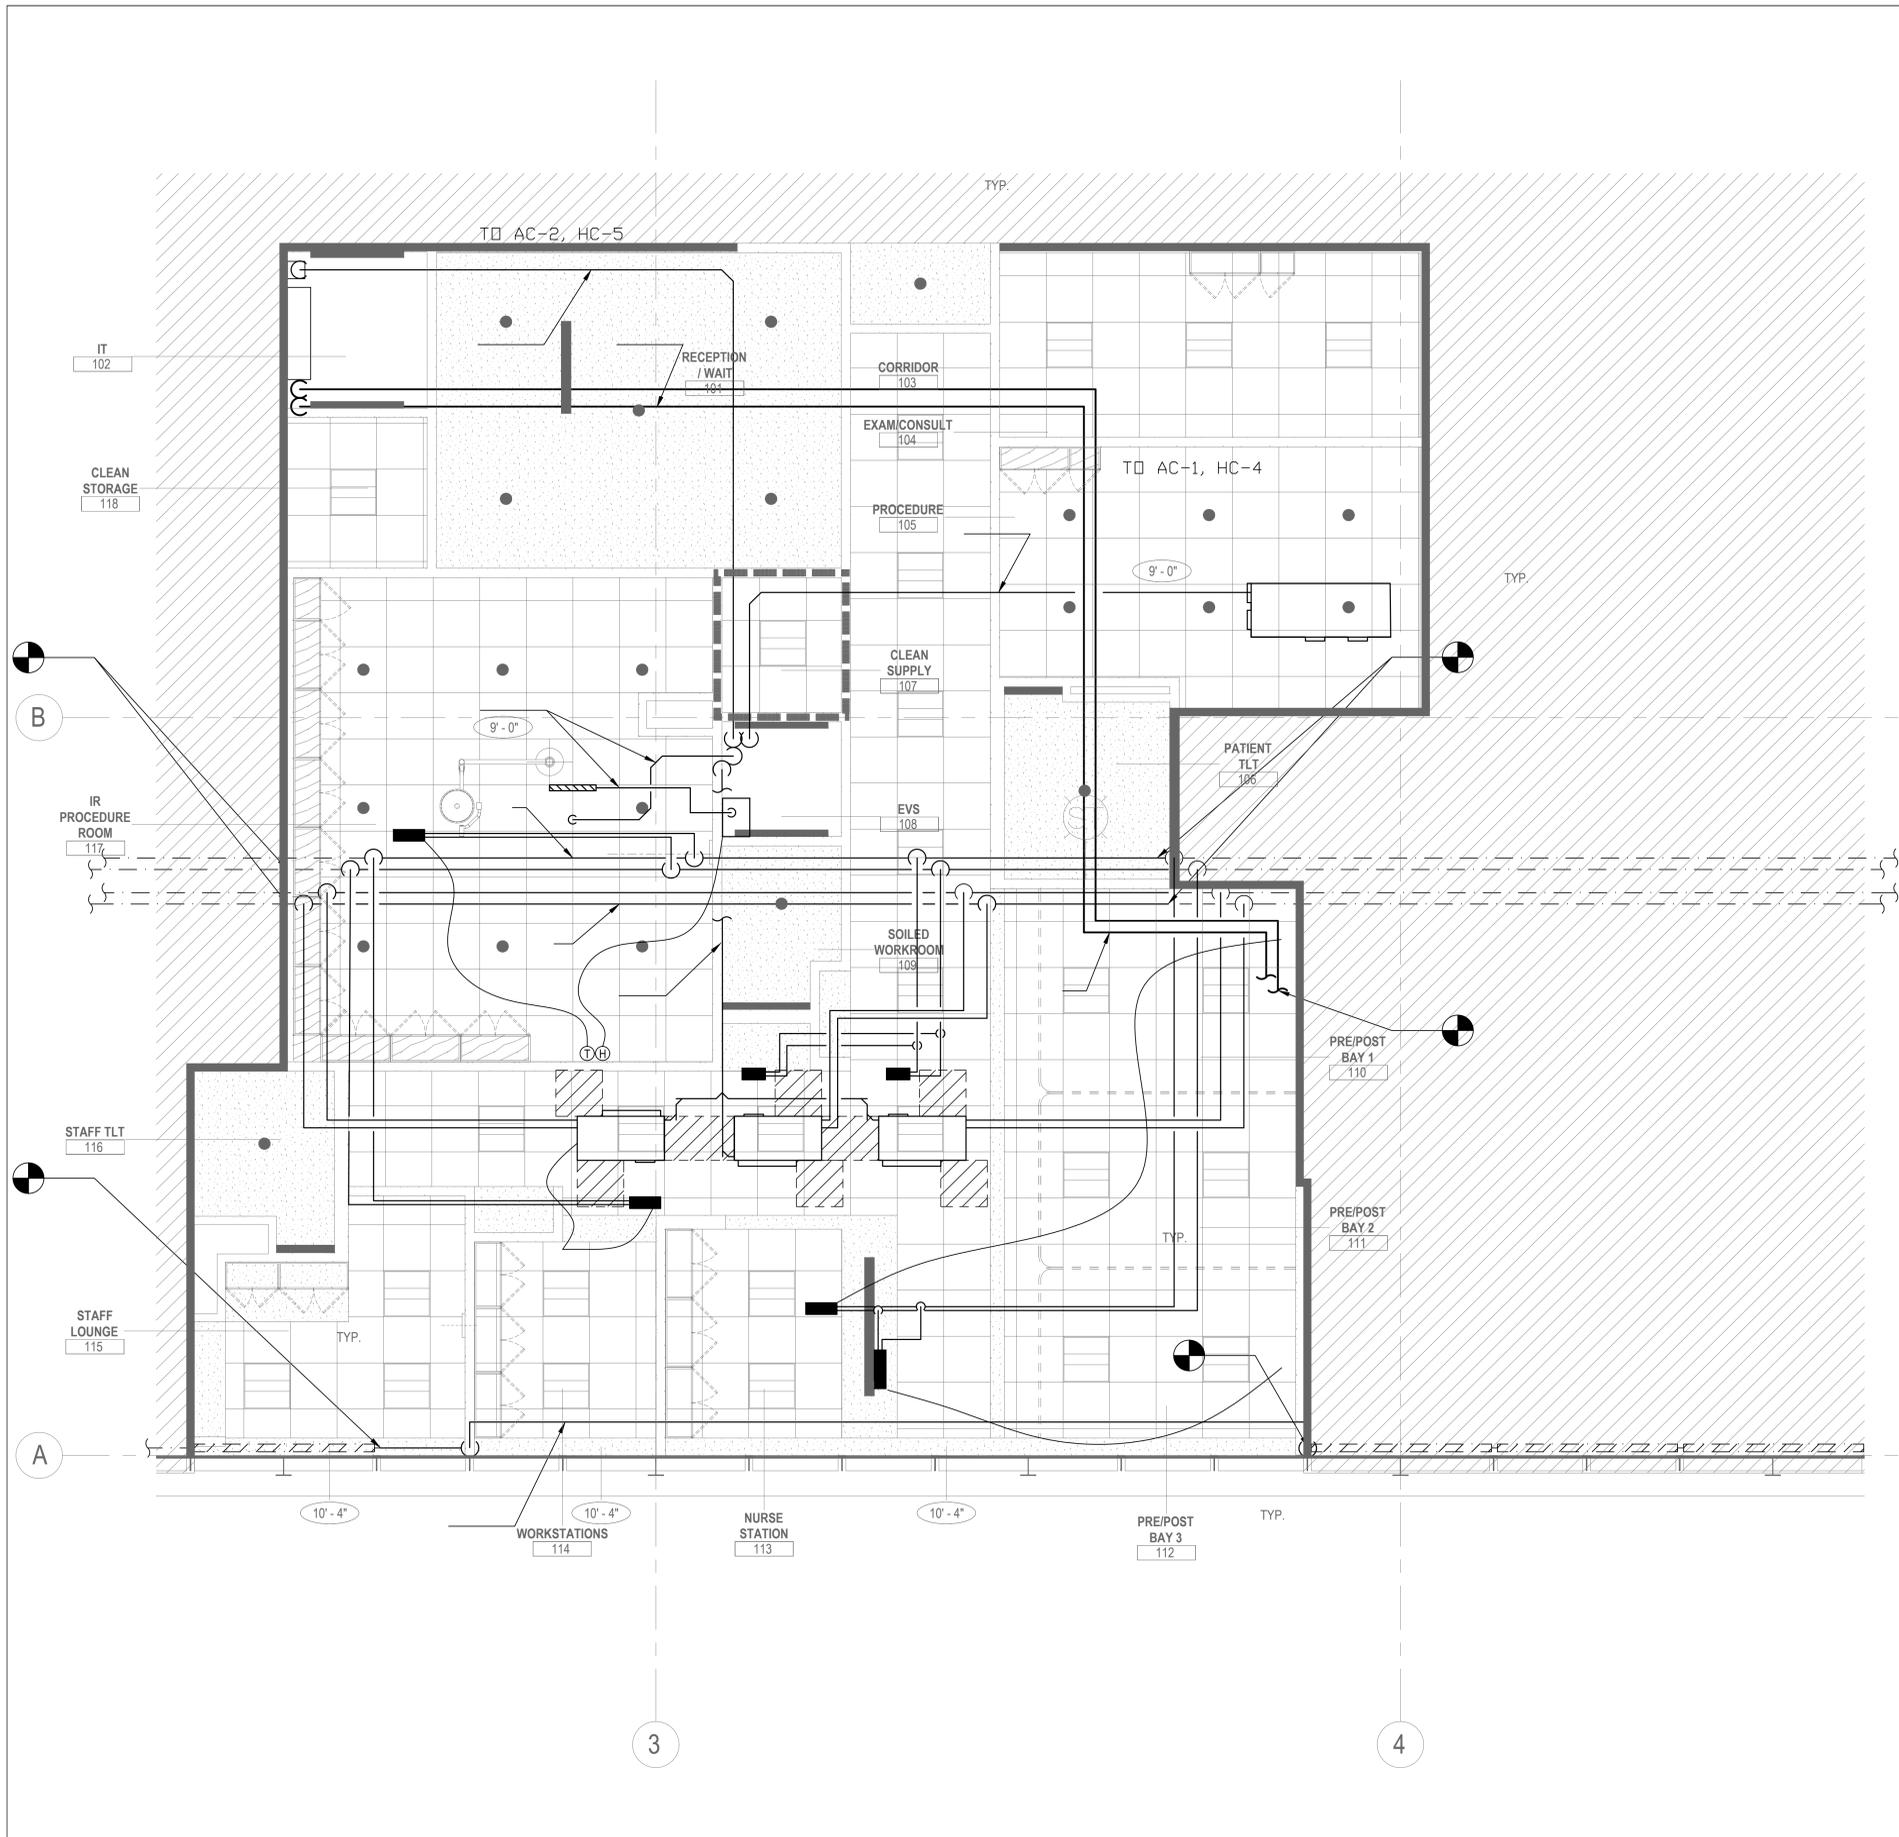 TYP.
TO AC-2, HC-5
IT
102
RECEPTION
/ WAIT
101
CORRIDOR
103
EXAM/CONSULT
104
CLEAN
STORAGE
118
TO AC-1, HC-4
PROCEDURE
105
9' - 0"
TYP.
CLEAN
SUPPLY
107
B
9' - 0"
PATIENT
TLT
106
IR
PROCEDURE
ROOM
117
EVS
108
S
SOILED
WORKROOM
109
T
H
PRE/POST
BAY 1
110
STAFF TLT
116
PRE/POST
BAY 2
111
TYP.
STAFF
LOUNGE
115
TYP.
A
10' - 4"
10' - 4"
10' - 4"
TYP.
WORKSTATIONS
114
NURSE
STATION
113
PRE/POST
BAY 3
112
3
4